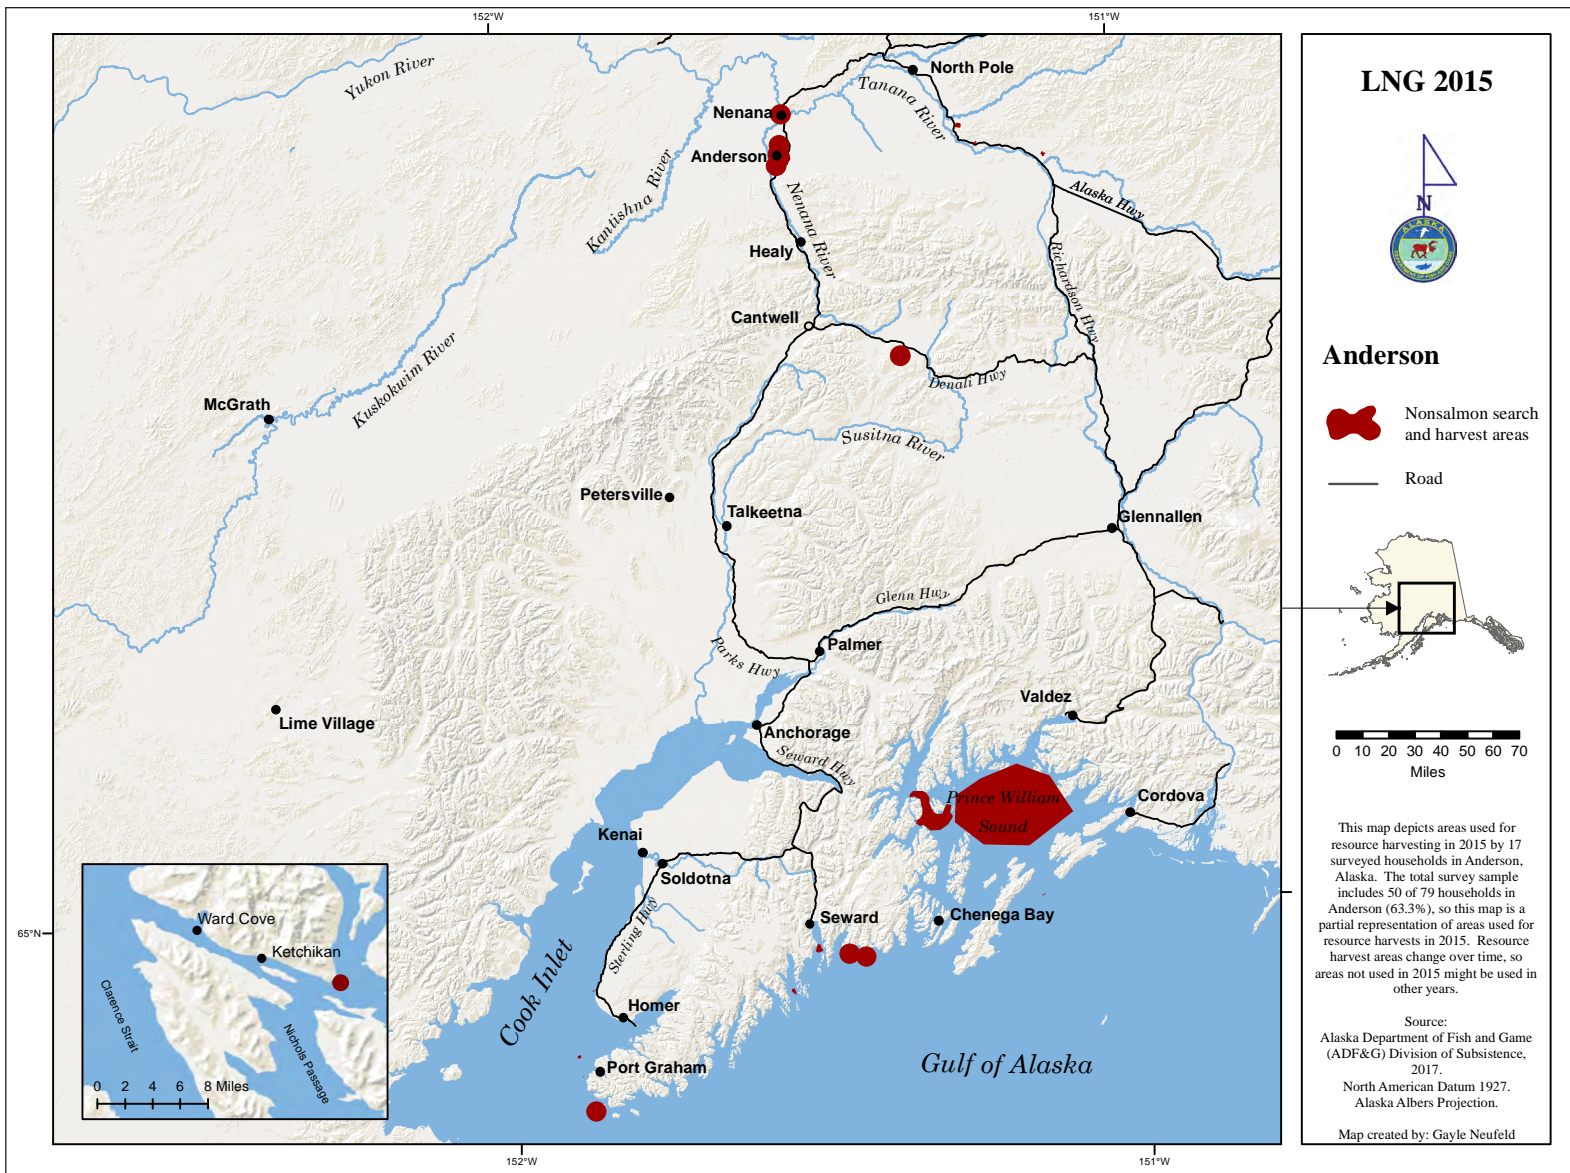 152°W
151°W
Yukon River
North Pole
Tanana River
Nenana
Anderson
Kantishna River
Nenana River
Alaska Hwy
Healy
Richardson Hwy
Cantwell
Denali Hwy
McGrath
Kuskokwim River
Susitna River
Petersville
Talkeetna
Glennallen
Glenn Hwy
Parks Hwy
Palmer
Valdez
Lime Village
Anchorage
Seward Hwy
Prince William
Sound
Cordova
Kenai
Soldotna
Sterling Hwy
Seward
Chenega Bay
65°N
Cook Inlet
Homer
Port Graham
Gulf of Alaska
Ward Cove
Ketchikan
Clarence Strait
Nichols Passage
0 2 4 6 8 Miles
152°W
151°W
LNG 2015
N
ALASKA
Anderson
Nonsalmon search
and harvest areas
Road
0 10 20 30 40 50 60 70
Miles
This map depicts areas used for
resource harvesting in 2015 by 17
surveyed households in Anderson,
Alaska. The total survey sample
includes 50 of 79 households in
Anderson (63.3%), so this map is a
partial representation of areas used for
resource harvests in 2015. Resource
harvest areas change over time, so
areas not used in 2015 might be used in
other years.
Source:
Alaska Department of Fish and Game
(ADF&G) Division of Subsistence,
2017.
North American Datum 1927.
Alaska Albers Projection.
Map created by: Gayle Neufeld